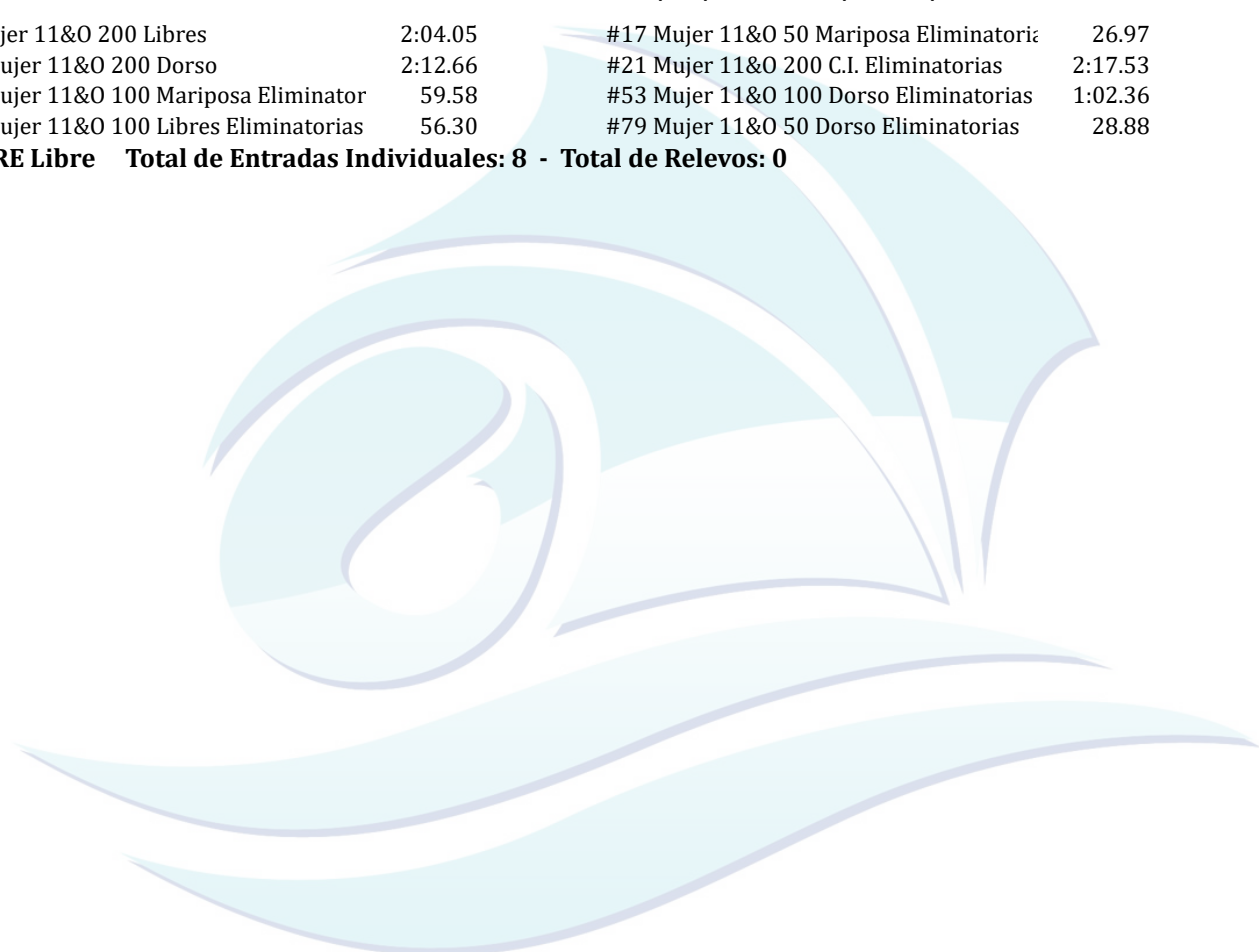 jer 11&O 200 Libres 2:04.05 #17 Mujer 11&O 50 Mariposa Eliminatoria 26.97
ujer 11&O 200 Dorso 2:12.66 #21 Mujer 11&O 200 C.I. Eliminatorias 2:17.53
ujer 11&O 100 Mariposa Eliminator 59.58 #53 Mujer 11&O 100 Dorso Eliminatorias 1:02.36
ujer 11&O 100 Libres Eliminatorias 56.30 #79 Mujer 11&O 50 Dorso Eliminatorias 28.88
RE Libre Total de Entradas Individuales: 8 - Total de Relevos: 0